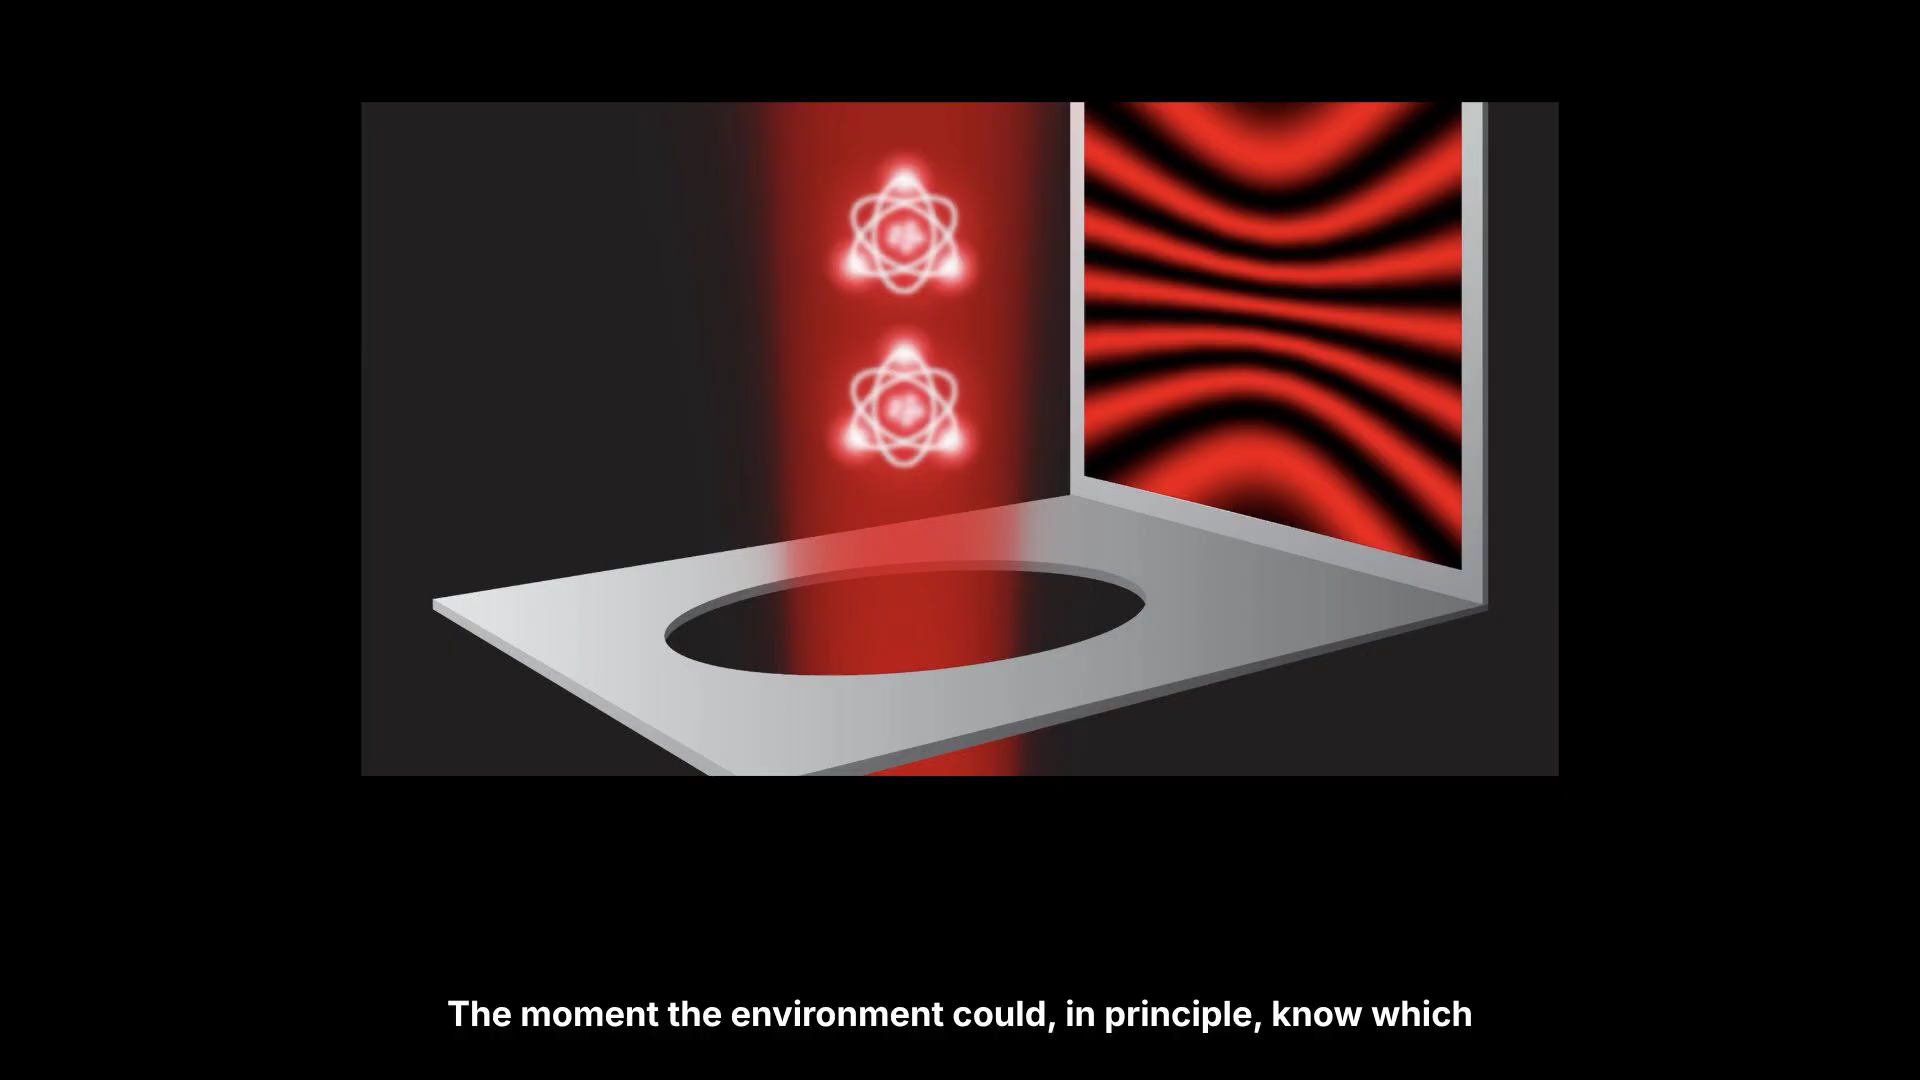 The moment the environment could, in principle, know which